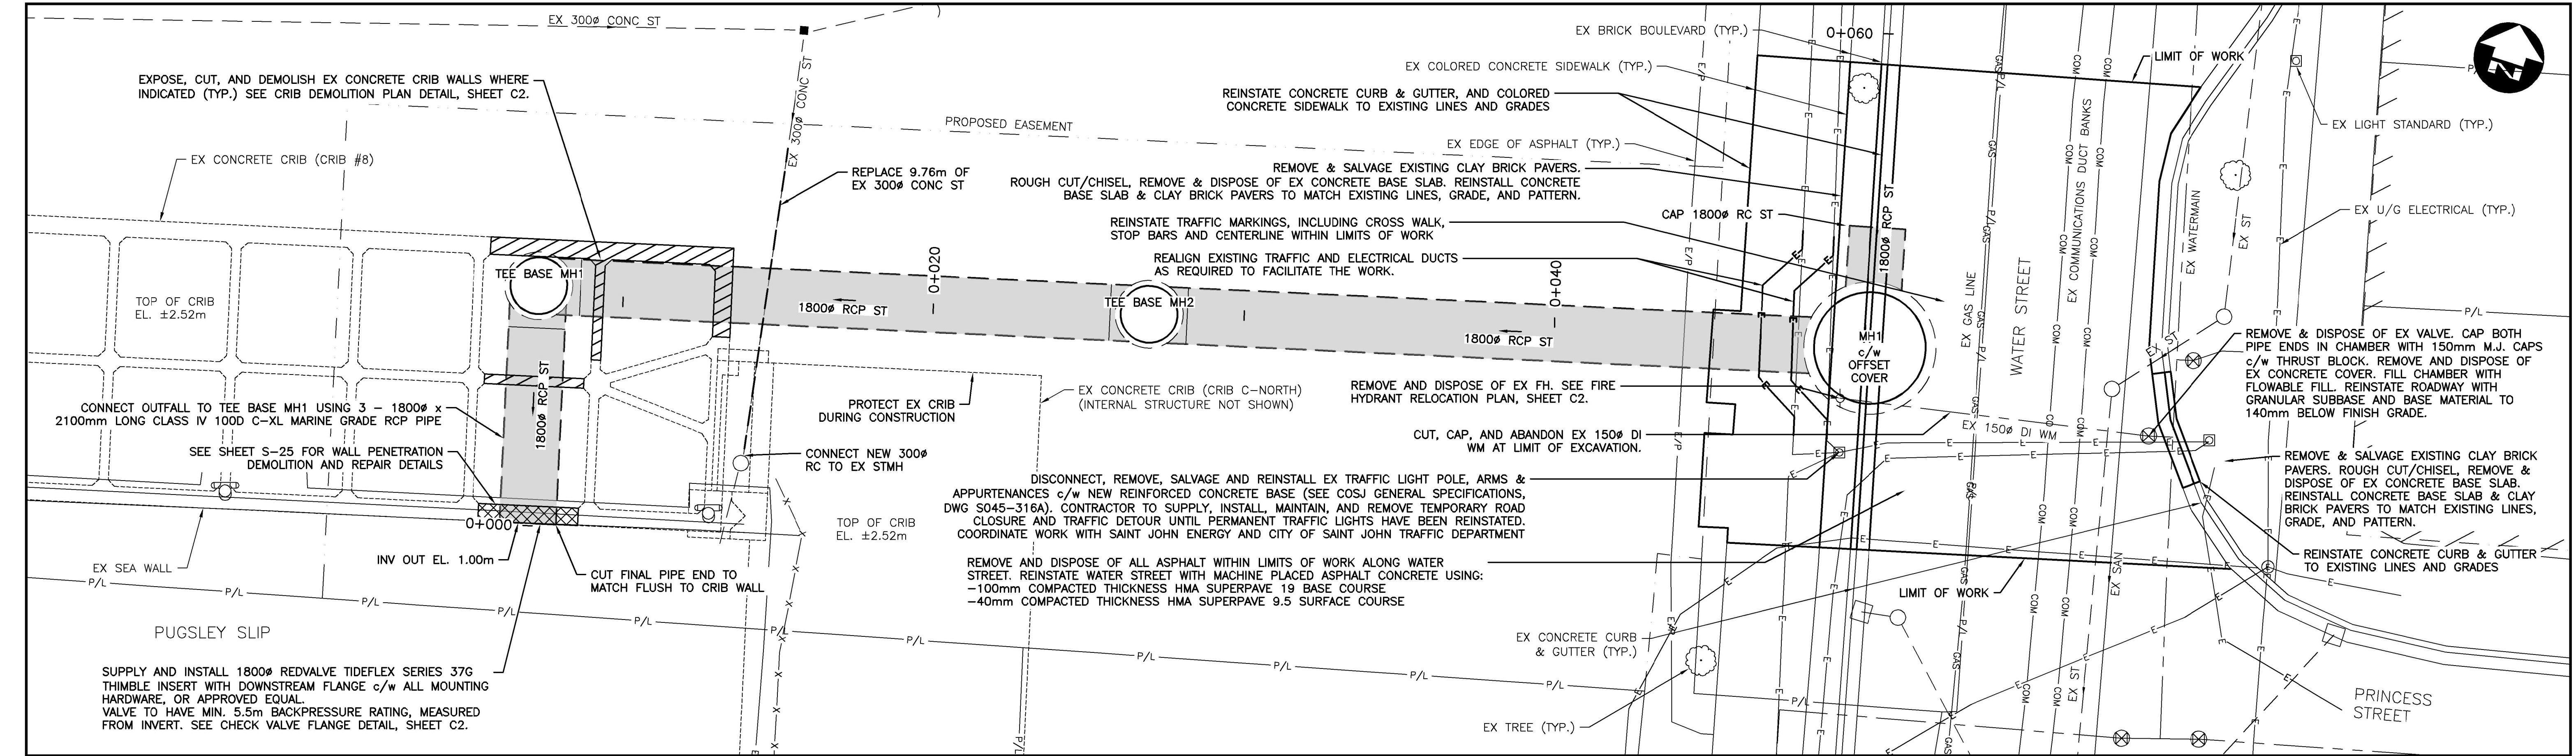 EX 300ø CONC ST
EX 300ø CONC ST
EXPOSE, CUT, AND DEMOLISH EX CONCRETE CRIB WALLS WHERE
INDICATED (TYP.) SEE CRIB DEMOLITION PLAN DETAIL, SHEET C2.
EX CONCRETE CRIB (CRIB #8)
PROPOSED EASEMENT
REPLACE 9.76m OF
EX 300ø CONC ST
TOP OF CRIB
EL. ±2.52m
TEE BASE MH1
1800ø RCP ST
1800ø RCP ST
0+020
TEE BASE MH2
0+040
1800ø RCP ST
CONNECT OUTFALL TO TEE BASE MH1 USING 3 – 1800ø x
2100mm LONG CLASS IV 100D C-XL MARINE GRADE RCP PIPE
SEE SHEET S-25 FOR WALL PENETRATION
DEMOLITION AND REPAIR DETAILS
PROTECT EX CRIB
DURING CONSTRUCTION
EX CONCRETE CRIB (CRIB C-NORTH)
(INTERNAL STRUCTURE NOT SHOWN)
CONNECT NEW 300ø
RC TO EX STMH
0+000
INV OUT EL. 1.00m
CUT FINAL PIPE END TO
MATCH FLUSH TO CRIB WALL
TOP OF CRIB
EL. ±2.52m
EX SEA WALL
P/L
P/L
P/L
P/L
P/L
P/L
P/L
P/L
P/L
P/L
P/L
P/L
P/L
PUGSLEY SLIP
SUPPLY AND INSTALL 1800ø REDVALVE TIDEFLEX SERIES 37G
THIMBLE INSERT WITH DOWNSTREAM FLANGE c/w ALL MOUNTING
HARDWARE, OR APPROVED EQUAL.
VALVE TO HAVE MIN. 5.5m BACKPRESSURE RATING, MEASURED
FROM INVERT. SEE CHECK VALVE FLANGE DETAIL, SHEET C2.
EX BRICK BOULEVARD (TYP.)
0+060
EX COLORED CONCRETE SIDEWALK (TYP.)
REINSTATE CONCRETE CURB & GUTTER, AND COLORED
CONCRETE SIDEWALK TO EXISTING LINES AND GRADES
EX EDGE OF ASPHALT (TYP.)
REMOVE & SALVAGE EXISTING CLAY BRICK PAVERS.
ROUGH CUT/CHISEL, REMOVE & DISPOSE OF EX CONCRETE BASE SLAB. REINSTALL CONCRETE
BASE SLAB & CLAY BRICK PAVERS TO MATCH EXISTING LINES, GRADE, AND PATTERN.
CAP 1800ø RC ST
REINSTATE TRAFFIC MARKINGS, INCLUDING CROSS WALK,
STOP BARS AND CENTERLINE WITHIN LIMITS OF WORK
REALIGN EXISTING TRAFFIC AND ELECTRICAL DUCTS
AS REQUIRED TO FACILITATE THE WORK.
1800ø RCP ST
MH1
c/w
OFFSET
COVER
REMOVE AND DISPOSE OF EX FH. SEE FIRE
HYDRANT RELOCATION PLAN, SHEET C2.
CUT, CAP, AND ABANDON EX 150ø DI
WM AT LIMIT OF EXCAVATION.
EX 150ø DI WM
DISCONNECT, REMOVE, SALVAGE AND REINSTALL EX TRAFFIC LIGHT POLE, ARMS &
APPURTENANCES c/w NEW REINFORCED CONCRETE BASE (SEE COSJ GENERAL SPECIFICATIONS,
DWG S045-316A). CONTRACTOR TO SUPPLY, INSTALL, MAINTAIN, AND REMOVE TEMPORARY ROAD
CLOSURE AND TRAFFIC DETOUR UNTIL PERMANENT TRAFFIC LIGHTS HAVE BEEN REINSTATED.
COORDINATE WORK WITH SAINT JOHN ENERGY AND CITY OF SAINT JOHN TRAFFIC DEPARTMENT
REMOVE AND DISPOSE OF ALL ASPHALT WITHIN LIMITS OF WORK ALONG WATER
STREET. REINSTATE WATER STREET WITH MACHINE PLACED ASPHALT CONCRETE USING:
-100mm COMPACTED THICKNESS HMA SUPERPAVE 19 BASE COURSE
-40mm COMPACTED THICKNESS HMA SUPERPAVE 9.5 SURFACE COURSE
EX CONCRETE CURB
& GUTTER (TYP.)
EX TREE (TYP.)
E/P
E/P
E/P
GAS
GAS
GAS
EX GAS LINE
WATER STREET
COM
COM
COM
EX COMMUNICATIONS DUCT BANKS
EX WATERMAIN
EX ST
EX ST
EX SAN
EX ST
LIMIT OF WORK
LIMIT OF WORK
N
EX LIGHT STANDARD (TYP.)
EX U/G ELECTRICAL (TYP.)
P/L
REMOVE & DISPOSE OF EX VALVE. CAP BOTH
PIPE ENDS IN CHAMBER WITH 150mm M.J. CAPS
c/w THRUST BLOCK. REMOVE AND DISPOSE OF
EX CONCRETE COVER. FILL CHAMBER WITH
FLOWABLE FILL. REINSTATE ROADWAY WITH
GRANULAR SUBBASE AND BASE MATERIAL TO
140mm BELOW FINISH GRADE.
REMOVE & SALVAGE EXISTING CLAY BRICK
PAVERS. ROUGH CUT/CHISEL, REMOVE &
DISPOSE OF EX CONCRETE BASE SLAB.
REINSTALL CONCRETE BASE SLAB & CLAY
BRICK PAVERS TO MATCH EXISTING LINES,
GRADE, AND PATTERN.
REINSTATE CONCRETE CURB & GUTTER
TO EXISTING LINES AND GRADES
PRINCESS
STREET